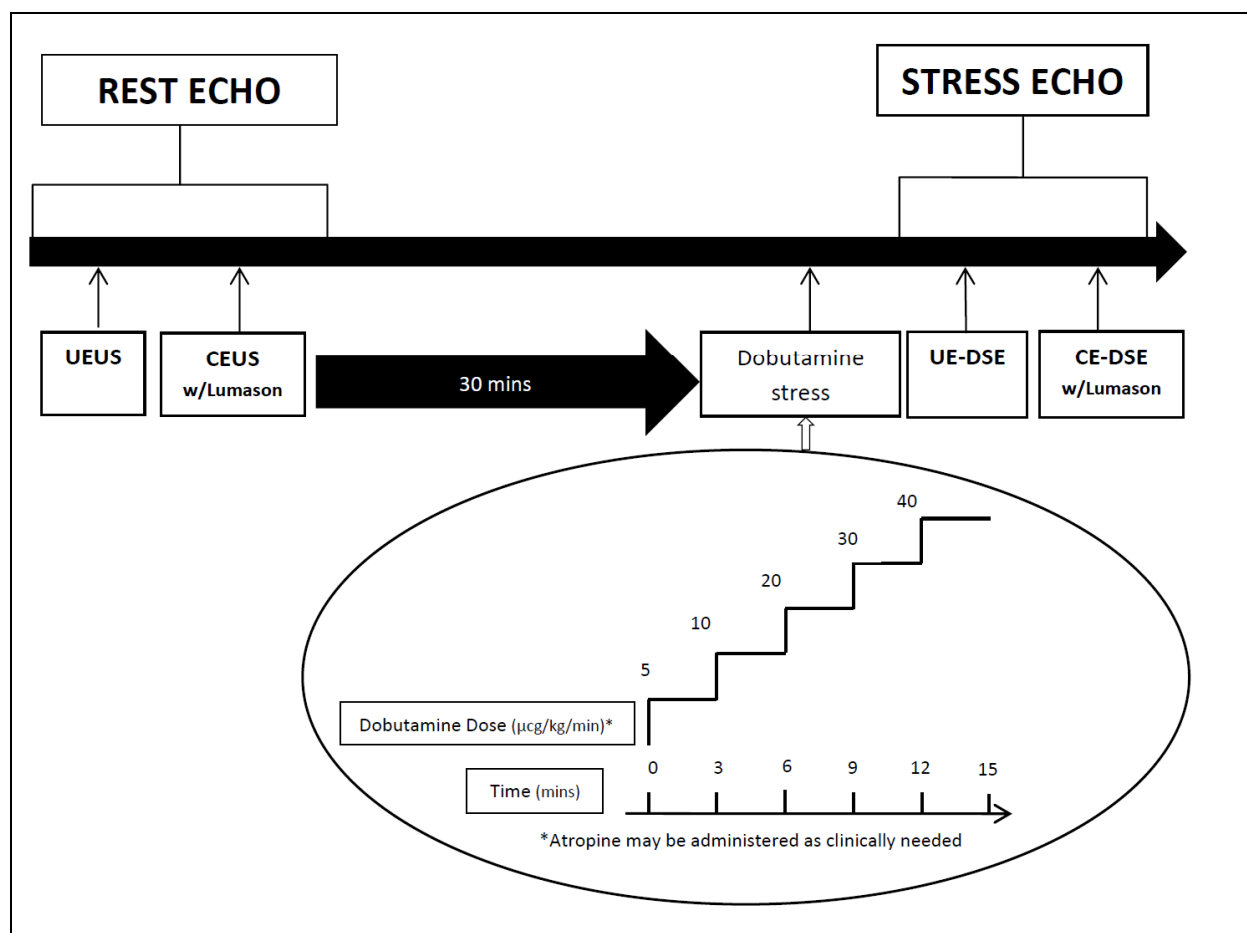 REST ECHO
STRESS ECHO
UEUS
CEUS
w/Lumason
30 mins
Dobutamine
stress
UE-DSE
CE-DSE
w/Lumason
40
30
20
10
5
Dobutamine Dose (µcg/kg/min)*
0 3 6 9 12 15
Time (mins)
*Atropine may be administered as clinically needed